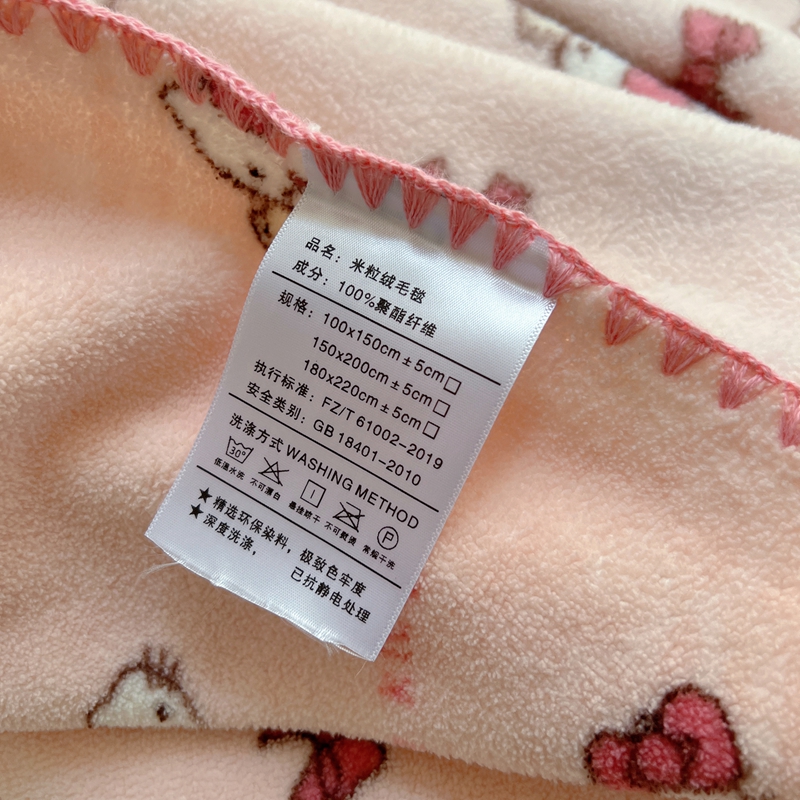 品名：米粒绒毛毯
成分：100%聚酯纤维
规格：100x150cm±5cm□
150x200cm±5cm□
180x220cm±5cm□
执行标准：FZ/T 61002-2019
安全类别：GB 18401-2010
洗涤方式 WASHING METHOD
30°
P
低温水洗 不可漂白 悬挂晾干 不可熨烫 常规干洗
★精选环保染料，极致色牢度
★深度洗涤，
已抗静电处理